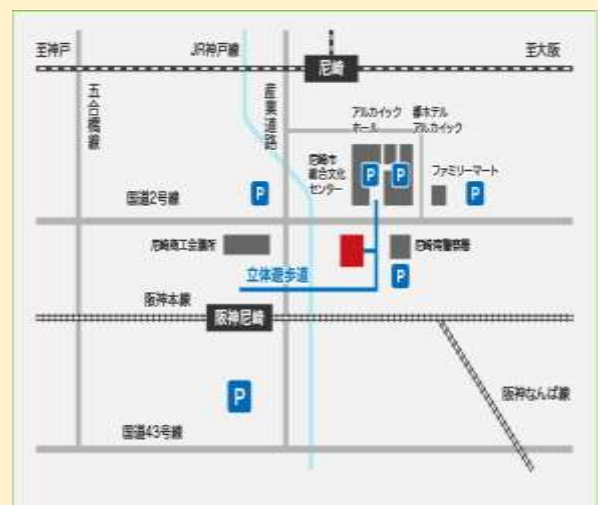 至神戸
JR神戸線
至大阪
尼崎
五合橋線
産業道路
アルカイック
ホール
都ホテル
アルカイック
尼崎市
総合文化
センター
P
P
ファミリーマート
P
国道2号線
P
尼崎商工会議所
尼崎南警察署
立体遊歩道
P
阪神本線
阪神尼崎
P
阪神なんば線
国道43号線